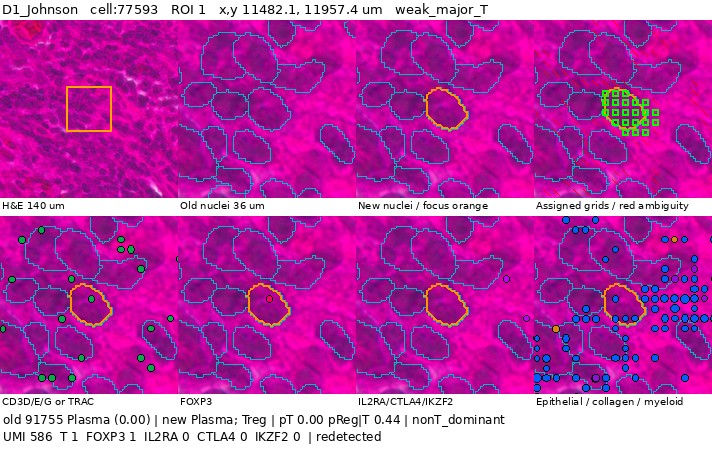 D1_Johnson cell:77593 ROI 1 x,y 11482.1, 11957.4 um weak_major_T
H&E 140 um
Old nuclei 36 um
New nuclei / focus orange
Assigned grids / red ambiguity
CD3D/E/G or TRAC
FOXP3
IL2RA/CTLA4/IKZF2
Epithelial / collagen / myeloid
old 91755 Plasma (0.00) | new Plasma; Treg | pT 0.00 pReg|T 0.44 | nonT_dominant
UMI 586 T 1 FOXP3 1 IL2RA 0 CTLA4 0 IKZF2 0 | redetected